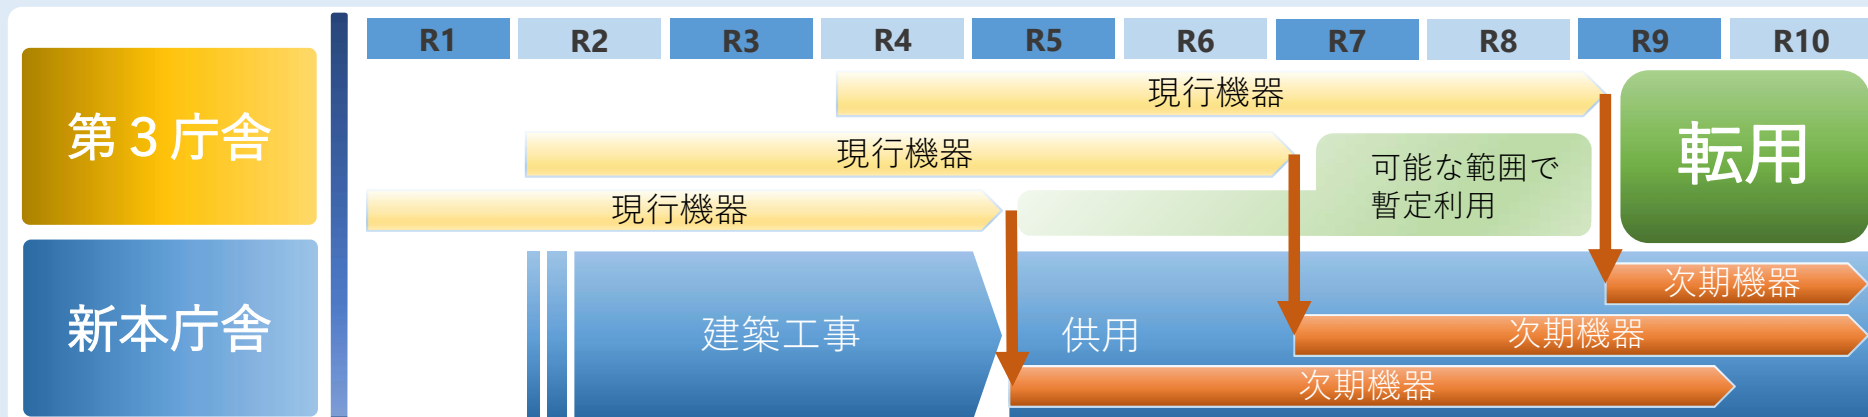 R1
R2
R3
R4
R5
R6
R7
R8
R9
R10
第３庁舎
現行機器
現行機器
現行機器
可能な範囲で
暫定利用
転用
新本庁舎
建築工事
供用
次期機器
次期機器
次期機器